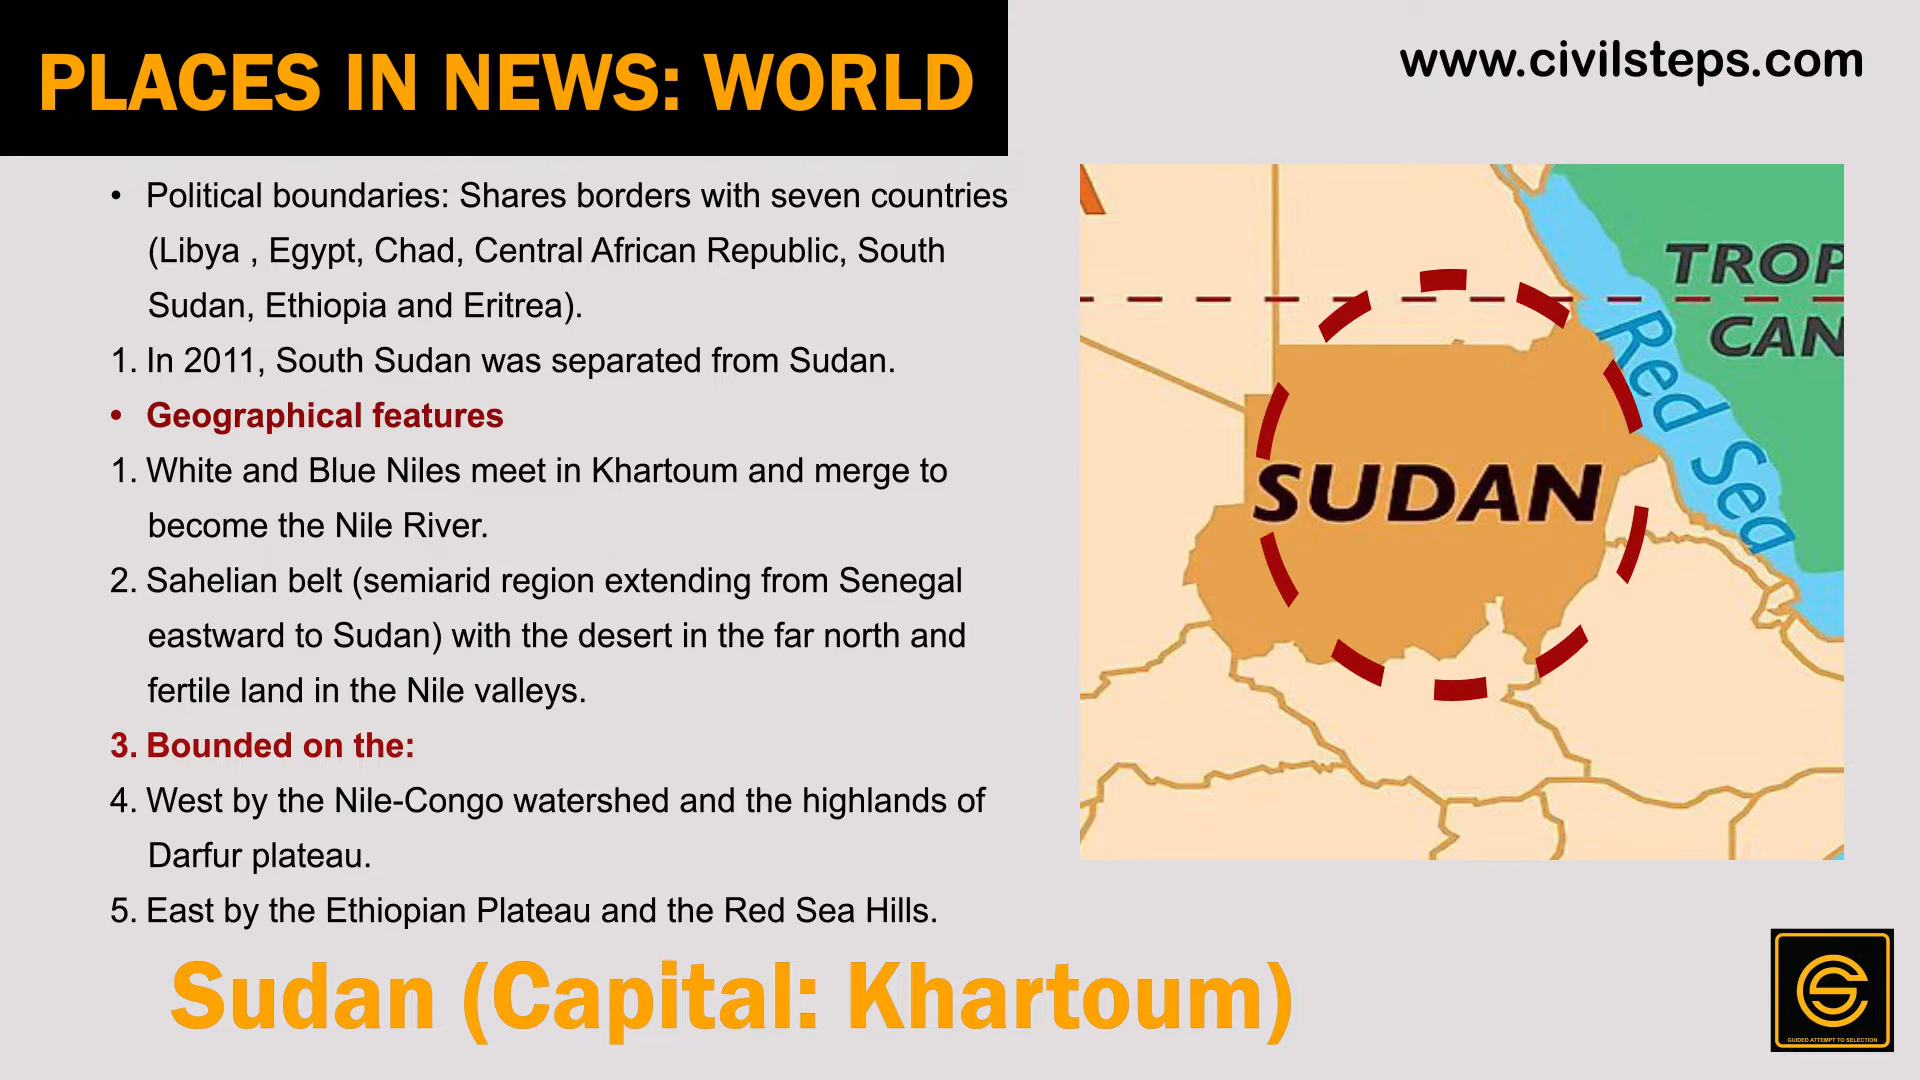 PLACES IN NEWS: WORLD
www.civilsteps.com
• Political boundaries: Shares borders with seven countries
(Libya , Egypt, Chad, Central African Republic, South
Sudan, Ethiopia and Eritrea).
1. In 2011, South Sudan was separated from Sudan.
• Geographical features
1. White and Blue Niles meet in Khartoum and merge to
become the Nile River.
2. Sahelian belt (semiarid region extending from Senegal
eastward to Sudan) with the desert in the far north and
fertile land in the Nile valleys.
3. Bounded on the:
4. West by the Nile-Congo watershed and the highlands of
Darfur plateau.
5. East by the Ethiopian Plateau and the Red Sea Hills.
TROP
CAN
Red Sea
SUDAN
Sudan (Capital: Khartoum)
GUIDED ATTEMPT TO SELECTION